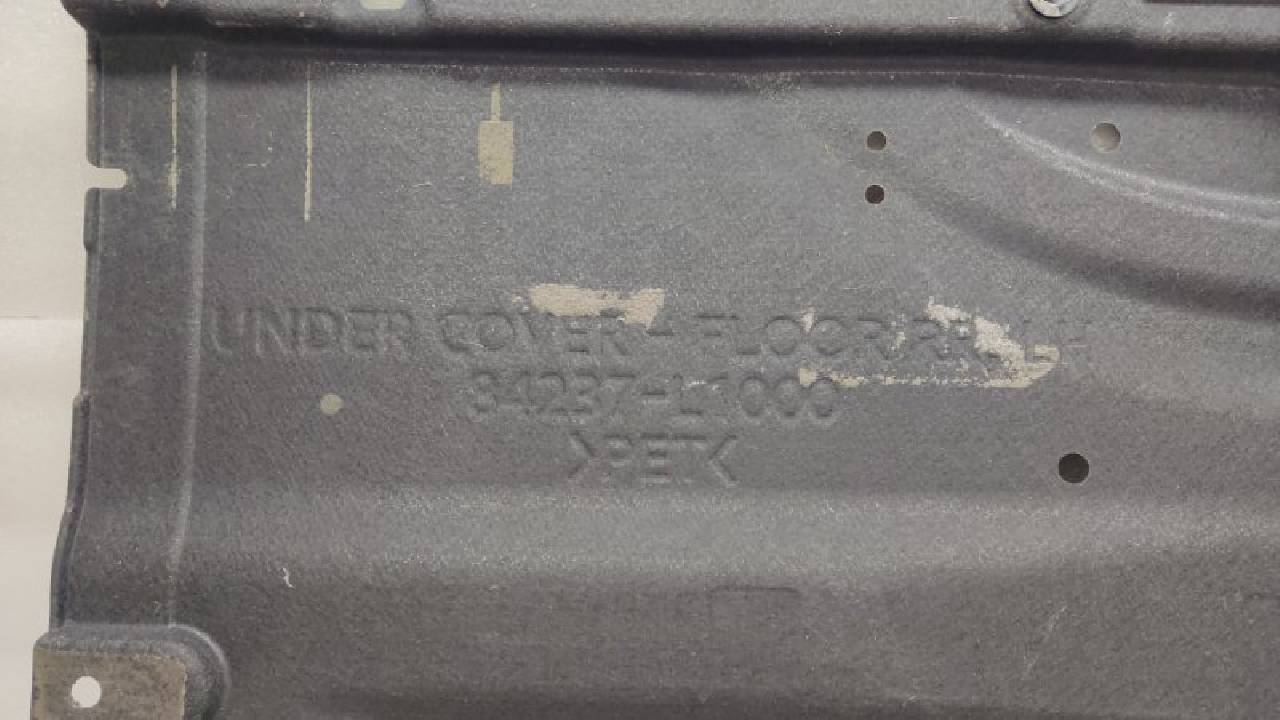 UNDER COVER - FLOOR RR, LH
84237-L1000
>PET<